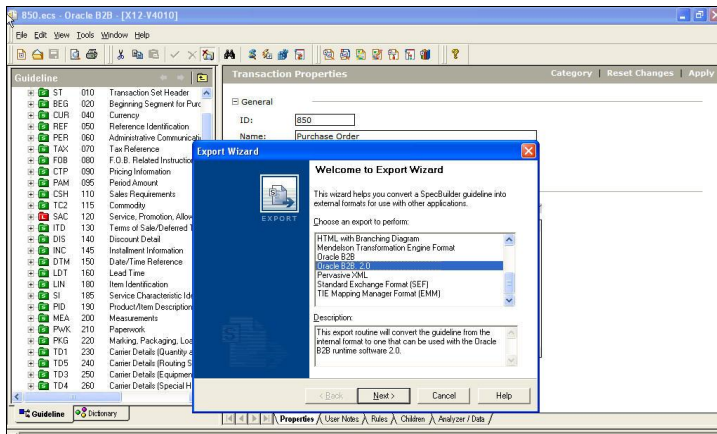 850.ecs - Oracle B2B - [X12-V4010]
File Edit View Tools Window Help
Guideline
ST 010 Transaction Set Header
BEG 020 Beginning Segment for Purc
CUR 040 Currency
REF 050 Reference Identification
PER 060 Administrative Communicati
TAX 070 Tax Reference
FOB 080 F.O.B. Related Instruction
CTP 090 Pricing Information
PAM 095 Period Amount
CSH 110 Sales Requirements
TC2 115 Commodity
SAC 120 Service, Promotion, Allow
ITD 130 Terms of Sale/Deferred T
DIS 140 Discount Detail
INC 145 Installment Information
DTM 150 Date/Time Reference
LDT 160 Lead Time
LIN 180 Item Identification
SI 185 Service Characteristic Ide
PID 190 Product/Item Description
MEA 200 Measurements
PWK 210 Paperwork
PKG 220 Marking, Packaging, Loa
TD1 230 Carrier Details (Quantity a
TD5 240 Carrier Details (Routing S
TD3 250 Carrier Details (Equipmen
TD4 260 Carrier Details (Special H
Guideline Dictionary
Transaction Properties Category | Reset Changes | Apply
General
ID: 850
Name: Purchase Order
Export Wizard
EXPORT
Welcome to Export Wizard
This wizard helps you convert a SpecBuilder guideline into
external formats for use with other applications.
Choose an export to perform:
HTML with Branching Diagram
Mendelson Transformation Engine Format
Oracle B2B
Oracle B2B, 2.0
Pervasive XML
Standard Exchange Format (SEF)
TIE Mapping Manager Format (EMM)
Description:
This export routine will convert the guideline from the
internal format to one that can be used with the Oracle
B2B runtime software 2.0.
< Back Next > Cancel Help
Properties User Notes Rules Children Analyzer / Data